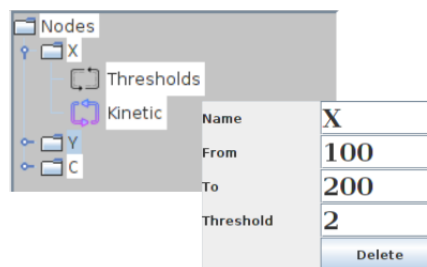 Nodes
X
Thresholds
Kinetic
Y
C
Name X
From 100
To 200
Threshold 2
Delete